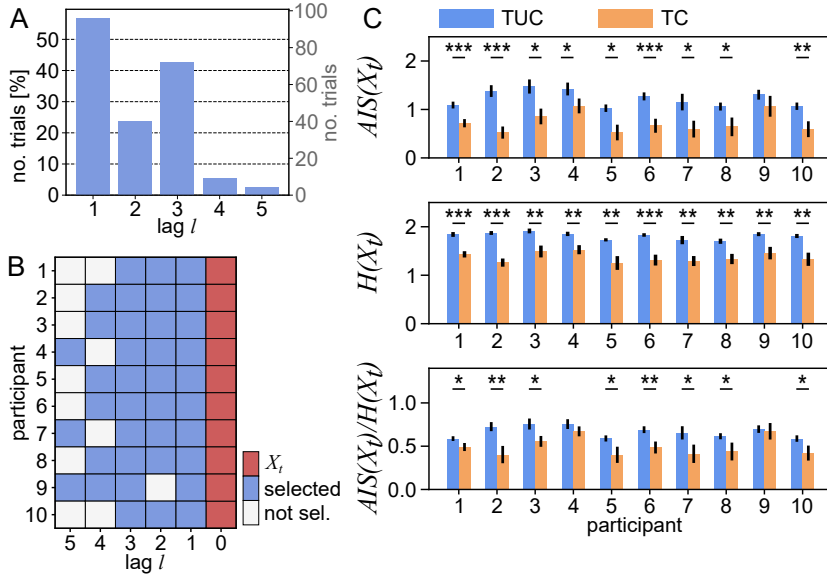 A
no. trials [%]
50
40
30
20
10
0
100
80
60
40
20
0
no. trials
1 2 3 4 5
lag l
B
participant
1
2
3
4
5
6
7
8
9
10
5 4 3 2 1 0
lag l
X_t
selected
not sel.
C
TUC TC
AIS(X_t)
2
1
0
*** *** * * * *** * * **
1 2 3 4 5 6 7 8 9 10
H(X_t)
2
1
0
*** *** ** ** ** *** ** ** ** **
1 2 3 4 5 6 7 8 9 10
AIS(X_t)/H(X_t)
1.0
0.5
0.0
* ** * * ** * * *
1 2 3 4 5 6 7 8 9 10
participant